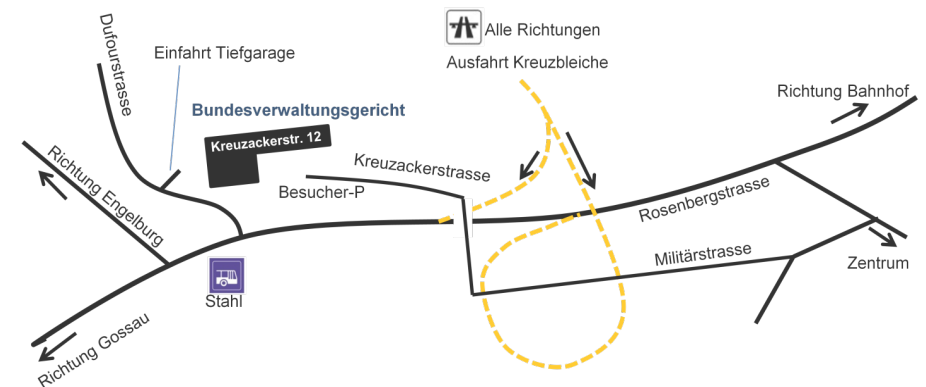 Alle Richtungen
Ausfahrt Kreuzbleiche
Dufourstrasse
Einfahrt Tiefgarage
Richtung Bahnhof
Bundesverwaltungsgericht
Kreuzackerstr. 12
Kreuzackerstrasse
Besucher-P
Richtung Engelburg
Rosenbergstrasse
Militärstrasse
Zentrum
Stahl
Richtung Gossau